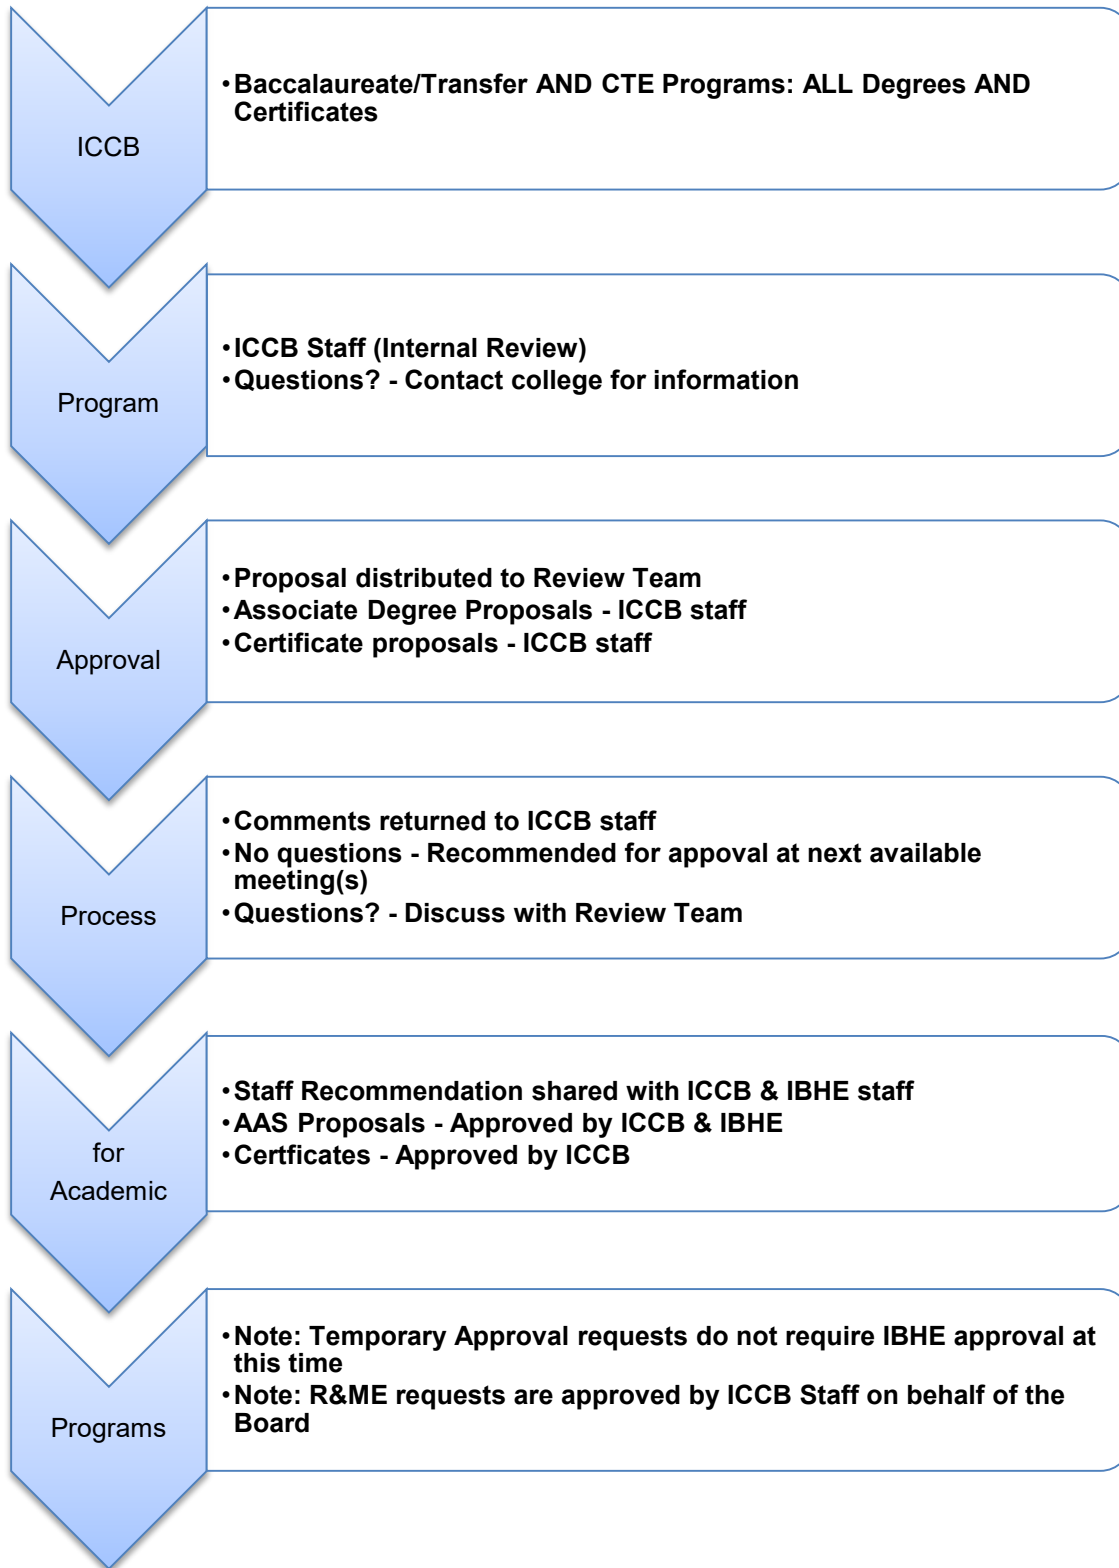 ICCB
•Baccalaureate/Transfer AND CTE Programs: ALL Degrees AND
Certificates
Program
•ICCB Staff (Internal Review)
•Questions? - Contact college for information
Approval
•Proposal distributed to Review Team
•Associate Degree Proposals - ICCB staff
•Certificate proposals - ICCB staff
Process
•Comments returned to ICCB staff
•No questions - Recommended for appoval at next available
meeting(s)
•Questions? - Discuss with Review Team
for
Academic
•Staff Recommendation shared with ICCB & IBHE staff
•AAS Proposals - Approved by ICCB & IBHE
•Certficates - Approved by ICCB
Programs
•Note: Temporary Approval requests do not require IBHE approval at
this time
•Note: R&ME requests are approved by ICCB Staff on behalf of the
Board